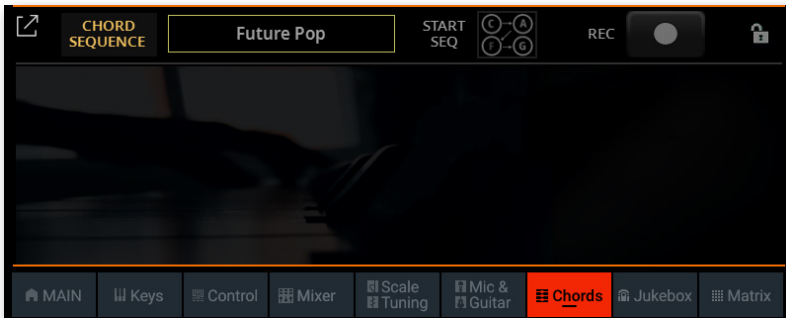 CHORD
SEQUENCE
Future Pop
START
SEQ
C A
F G
REC
MAIN
Keys
Control
Mixer
Scale
Tuning
Mic &
Guitar
Chords
Jukebox
Matrix